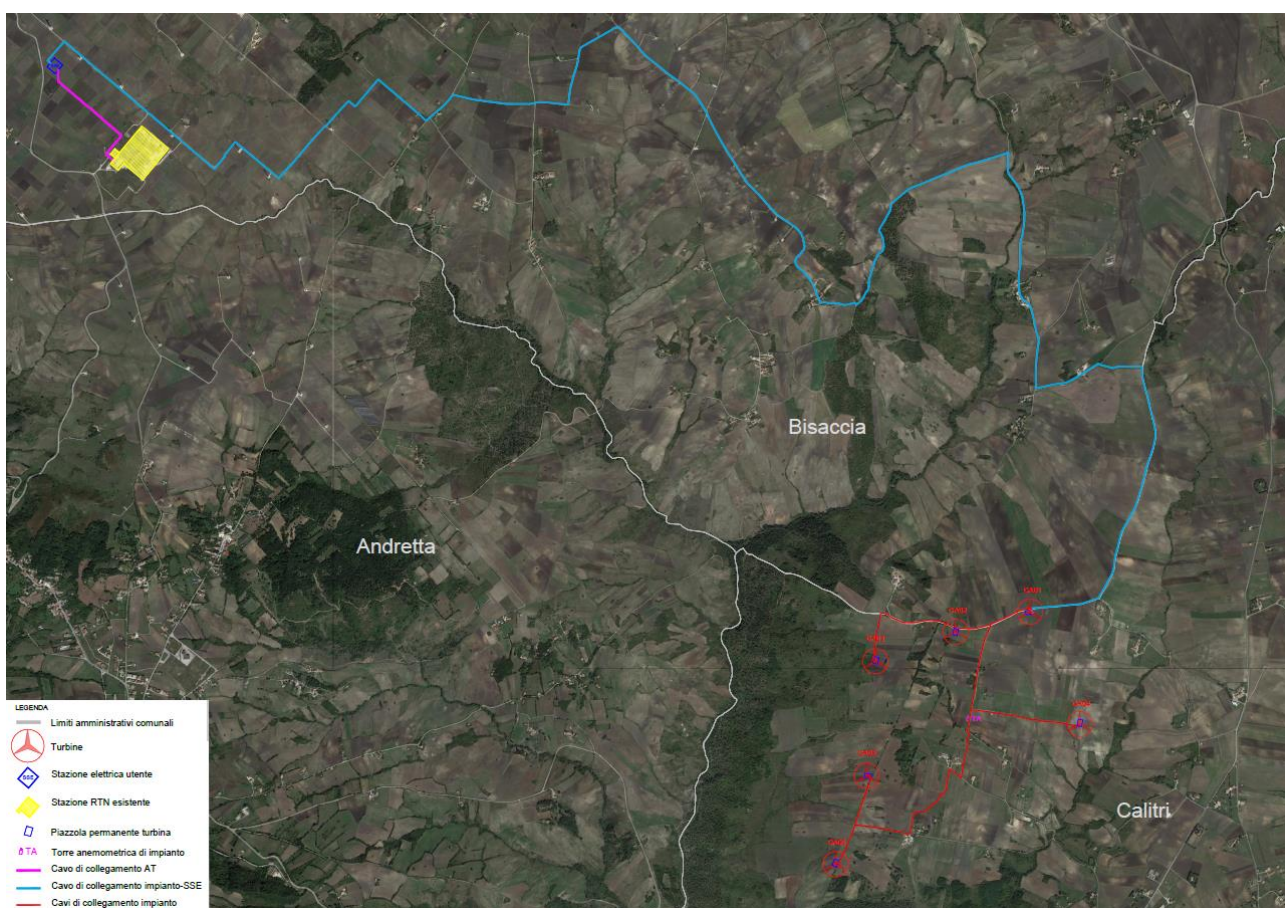 Bisaccia
Andretta
Calitri
LEGENDA
Limiti amministrativi comunali
Turbine
SSE
Stazione elettrica utente
Stazione RTN esistente
Piazzola permanente turbina
TA
Torre anemometrica di impianto
Cavo di collegamento AT
Cavo di collegamento impianto-SSE
Cavi di collegamento impianto